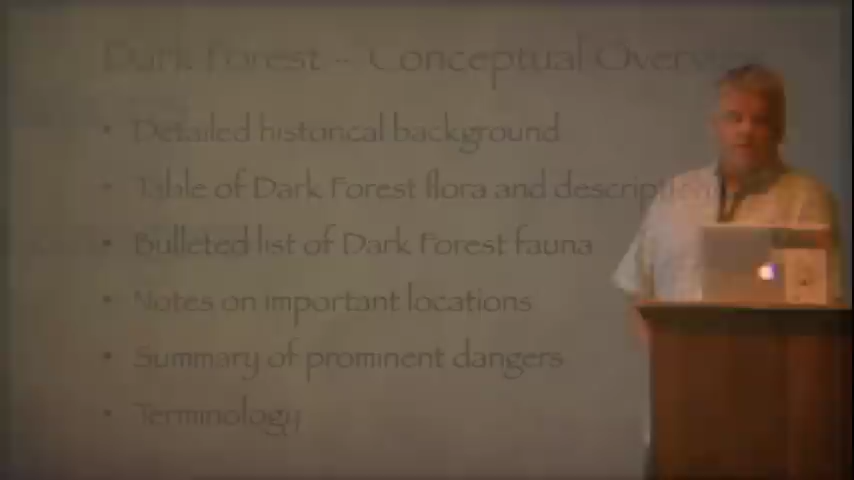 Dark Forest – Conceptual Overview
• Detailed historical background
• Table of Dark Forest flora and descriptions
• Bulleted list of Dark Forest fauna
• Notes on important locations
• Summary of prominent dangers
• Terminology